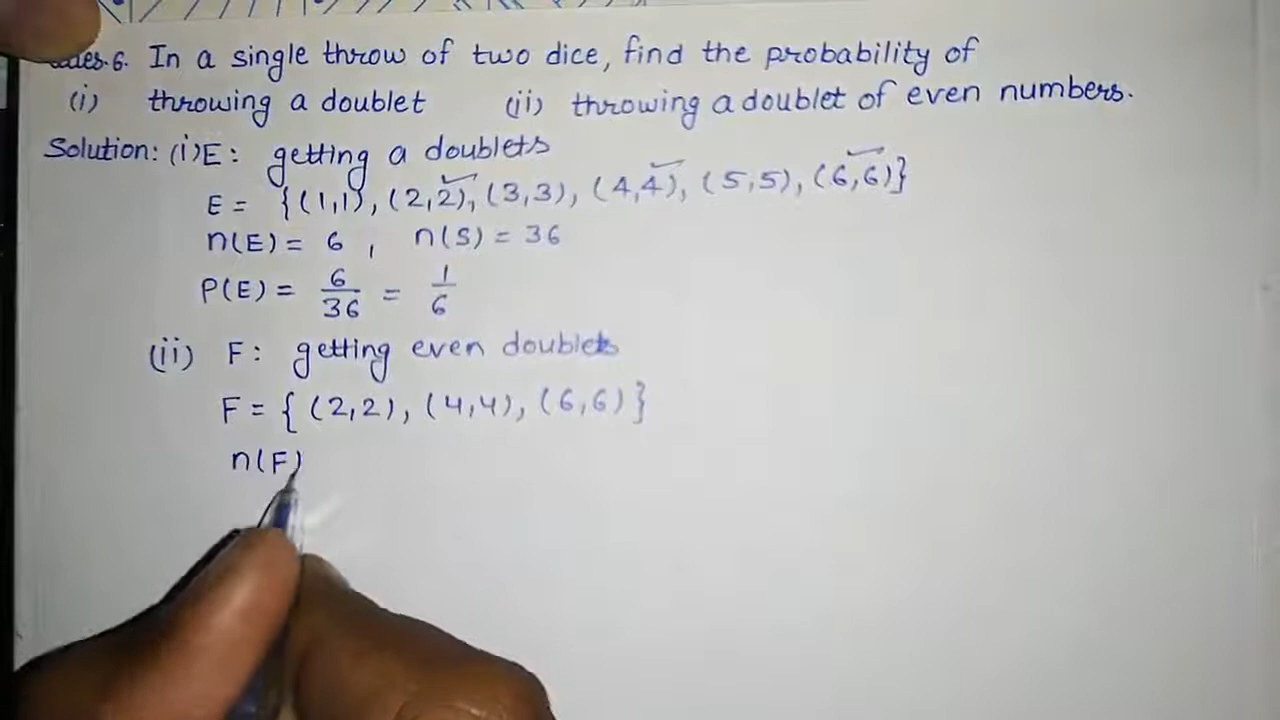 In a single throw of two dice, find the probability of
(i) throwing a doublet (ii) throwing a doublet of even numbers.
Solution: (i) E: getting a doublets
E = {(1,1), (2,2), (3,3), (4,4), (5,5), (6,6)}
n(E) = 6 , n(S) = 36
P(E) = 6/36 = 1/6
(ii) F: getting even doublets
F = { (2,2), (4,4), (6,6) }
n(F)